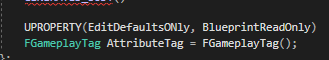 UPROPERTY(EditDefaultsONly, BlueprintReadOnly)
FGameplayTag AttributeTag = FGameplayTag();
};